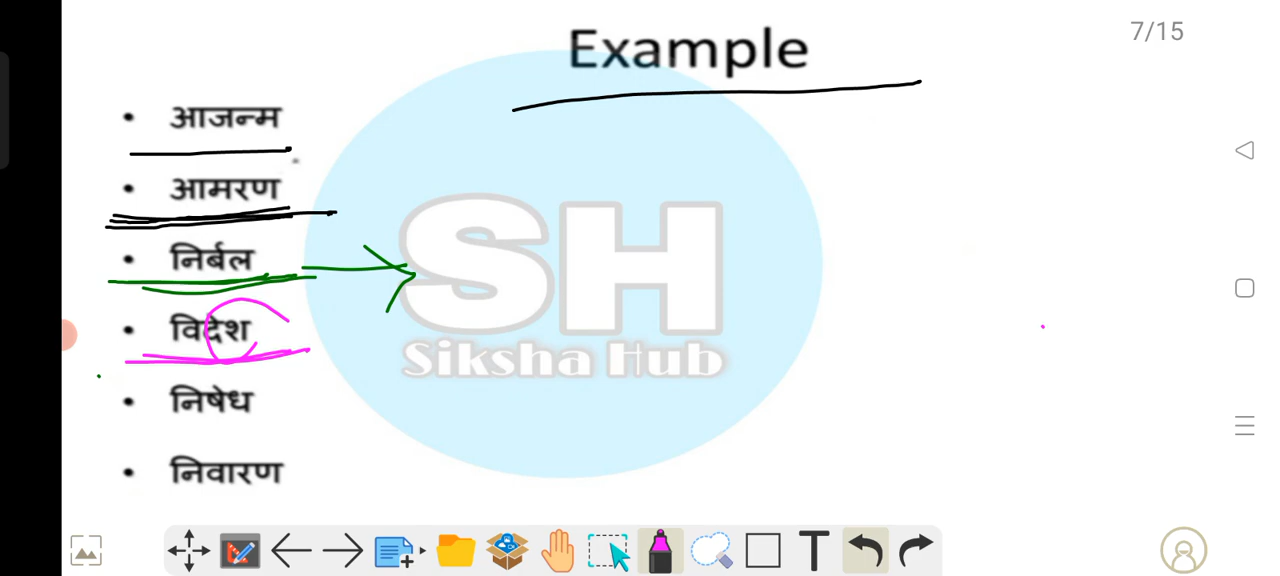 7/15
Example
• आजन्म
• आमरण
• निर्बल
• विदेश
• निषेध
• निवारण
SH
Siksha Hub
T